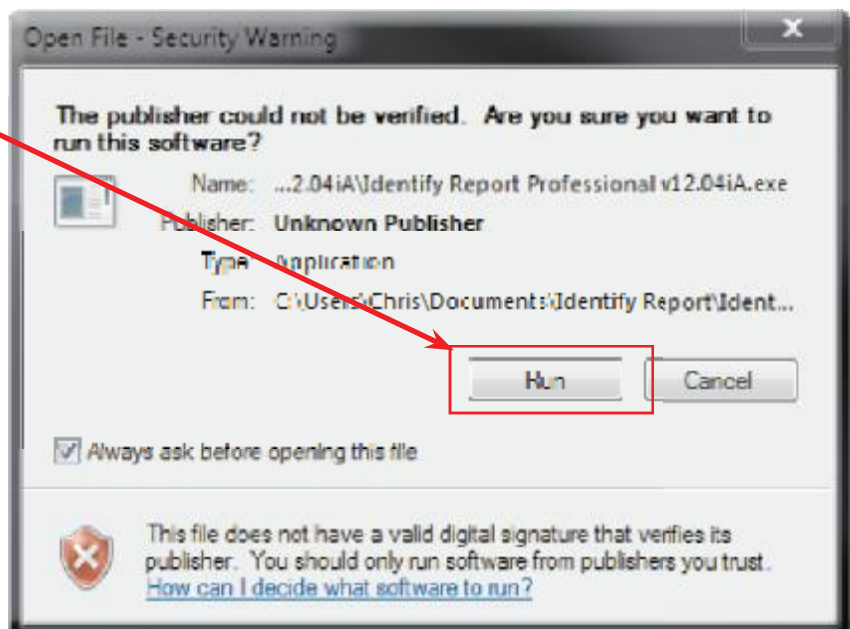 Open File - Security Warning
The publisher could not be verified. Are you sure you want to
run this software?
Name: ...2.04iA\Identify Report Professional v12.04iA.exe
Publisher: Unknown Publisher
Type: Application
From: C:\Users\Chris\Documents\Identify Report\Ident...
Run Cancel
Always ask before opening this file
This file does not have a valid digital signature that verifies its
publisher. You should only run software from publishers you trust.
How can I decide what software to run?